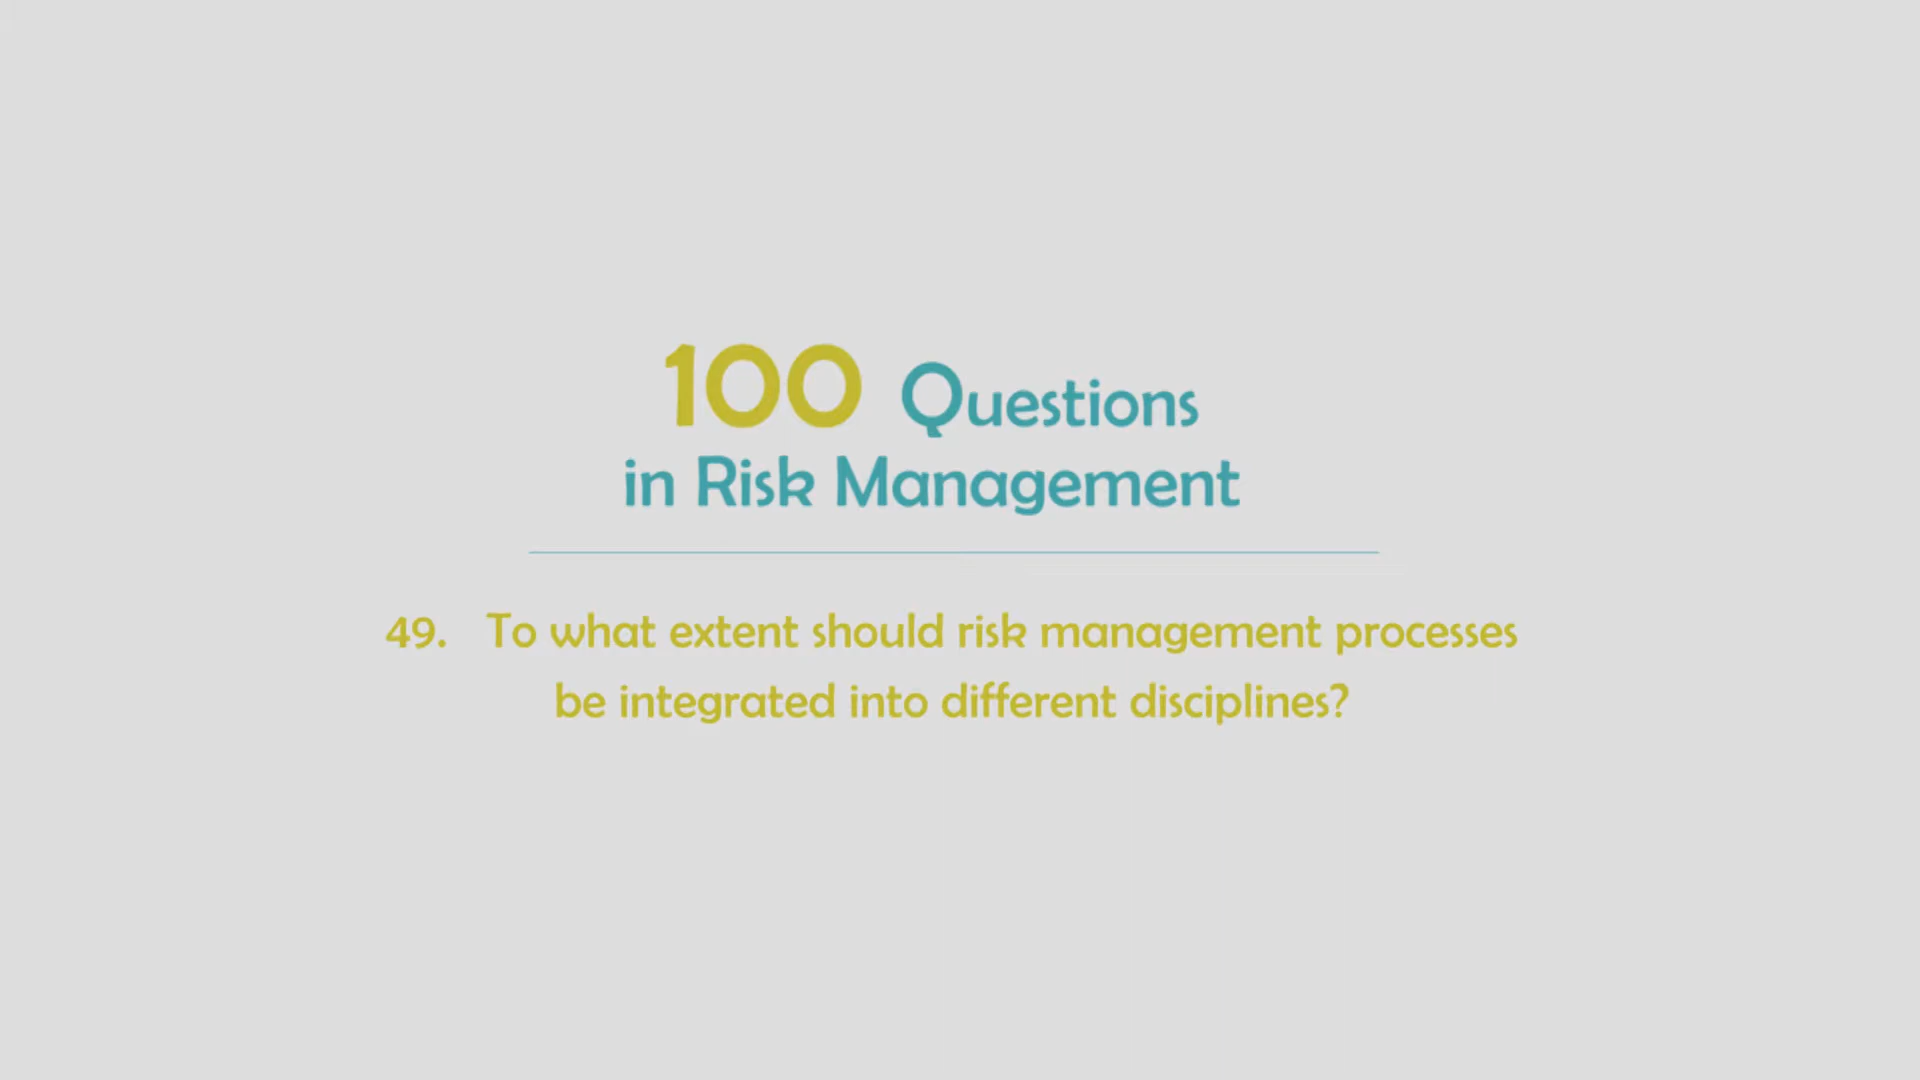 100 Questions
in Risk Management
49. To what extent should risk management processes
be integrated into different disciplines?